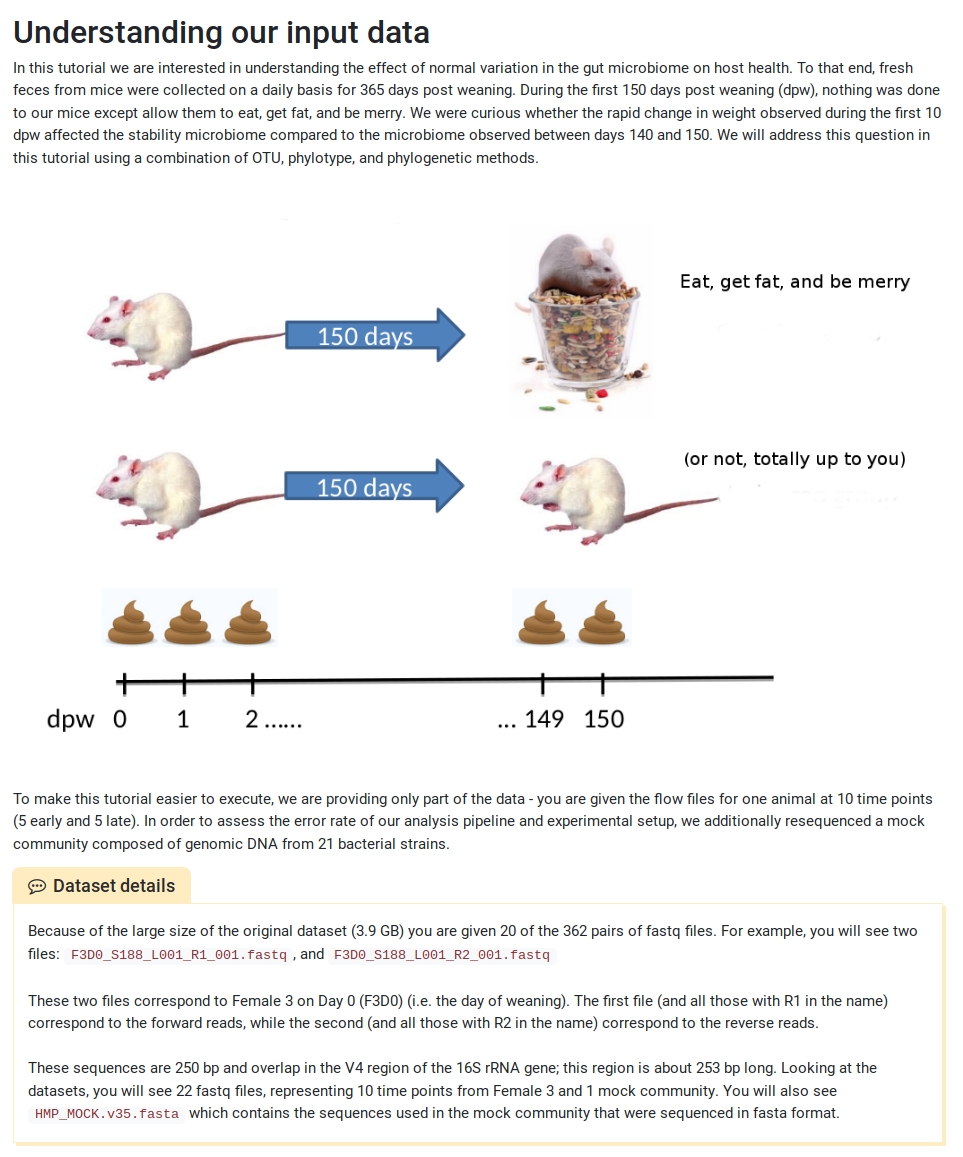 Understanding our input data
In this tutorial we are interested in understanding the effect of normal variation in the gut microbiome on host health. To that end, fresh
feces from mice were collected on a daily basis for 365 days post weaning. During the first 150 days post weaning (dpw), nothing was done
to our mice except allow them to eat, get fat, and be merry. We were curious whether the rapid change in weight observed during the first 10
dpw affected the stability microbiome compared to the microbiome observed between days 140 and 150. We will address this question in
this tutorial using a combination of OTU, phylotype, and phylogenetic methods.
Eat, get fat, and be merry
150 days
(or not, totally up to you)
150 days
dpw 0 1 2 ...... ... 149 150
To make this tutorial easier to execute, we are providing only part of the data - you are given the flow files for one animal at 10 time points
(5 early and 5 late). In order to assess the error rate of our analysis pipeline and experimental setup, we additionally resequenced a mock
community composed of genomic DNA from 21 bacterial strains.
Dataset details
Because of the large size of the original dataset (3.9 GB) you are given 20 of the 362 pairs of fastq files. For example, you will see two
files: F3D0_S188_L001_R1_001.fastq , and F3D0_S188_L001_R2_001.fastq
These two files correspond to Female 3 on Day 0 (F3D0) (i.e. the day of weaning). The first file (and all those with R1 in the name)
correspond to the forward reads, while the second (and all those with R2 in the name) correspond to the reverse reads.
These sequences are 250 bp and overlap in the V4 region of the 16S rRNA gene; this region is about 253 bp long. Looking at the
datasets, you will see 22 fastq files, representing 10 time points from Female 3 and 1 mock community. You will also see
HMP_MOCK.v35.fasta which contains the sequences used in the mock community that were sequenced in fasta format.